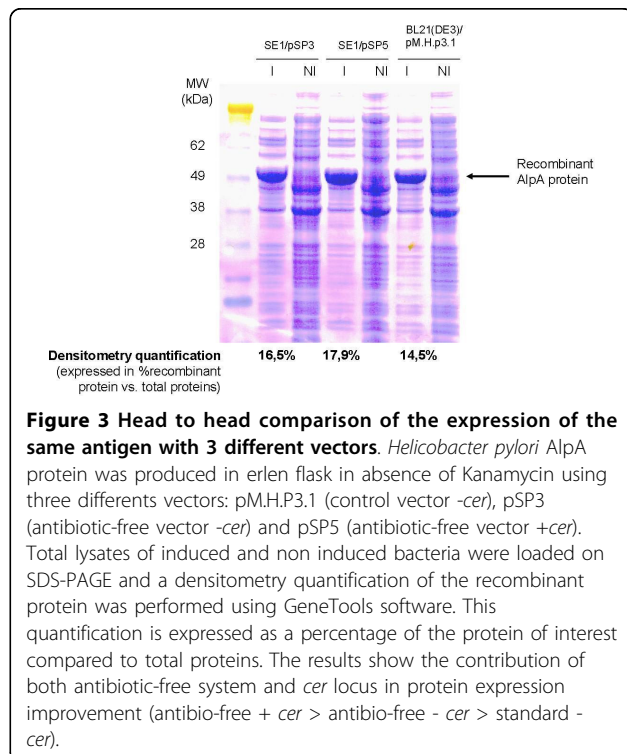 SE1/pSP3 SE1/pSP5 BL21(DE3)/
pM.H.p3.1
MW
(kDa)
I NI I NI I NI
62
49
38
28
Recombinant
AlpA protein
Densitometry quantification 16,5% 17,9% 14,5%
(expressed in %recombinant
protein vs. total proteins)
Figure 3 Head to head comparison of the expression of the
same antigen with 3 different vectors. Helicobacter pylori AlpA
protein was produced in erlen flask in absence of Kanamycin using
three differents vectors: pM.H.P3.1 (control vector -cer), pSP3
(antibiotic-free vector -cer) and pSP5 (antibiotic-free vector +cer).
Total lysates of induced and non induced bacteria were loaded on
SDS-PAGE and a densitometry quantification of the recombinant
protein was performed using GeneTools software. This
quantification is expressed as a percentage of the protein of interest
compared to total proteins. The results show the contribution of
both antibiotic-free system and cer locus in protein expression
improvement (antibio-free + cer > antibio-free - cer > standard -
cer).